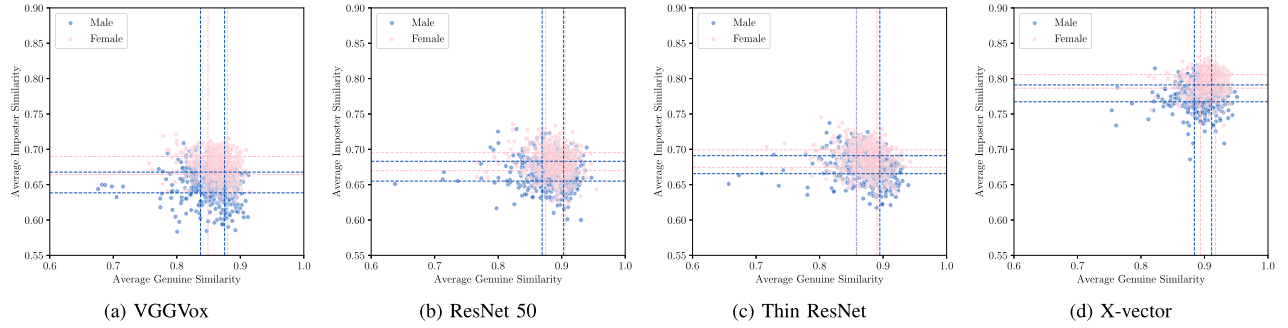 0.90
0.85
0.80
0.75
0.70
0.65
0.60
0.55
0.6
0.7
0.8
0.9
1.0
Average Imposter Similarity
Average Genuine Similarity
Male
Female
(a) VGGVox
0.90
0.85
0.80
0.75
0.70
0.65
0.60
0.55
0.6
0.7
0.8
0.9
1.0
Average Imposter Similarity
Average Genuine Similarity
Male
Female
(b) ResNet 50
0.90
0.85
0.80
0.75
0.70
0.65
0.60
0.55
0.6
0.7
0.8
0.9
1.0
Average Imposter Similarity
Average Genuine Similarity
Male
Female
(c) Thin ResNet
0.90
0.85
0.80
0.75
0.70
0.65
0.60
0.55
0.6
0.7
0.8
0.9
1.0
Average Imposter Similarity
Average Genuine Similarity
Male
Female
(d) X-vector